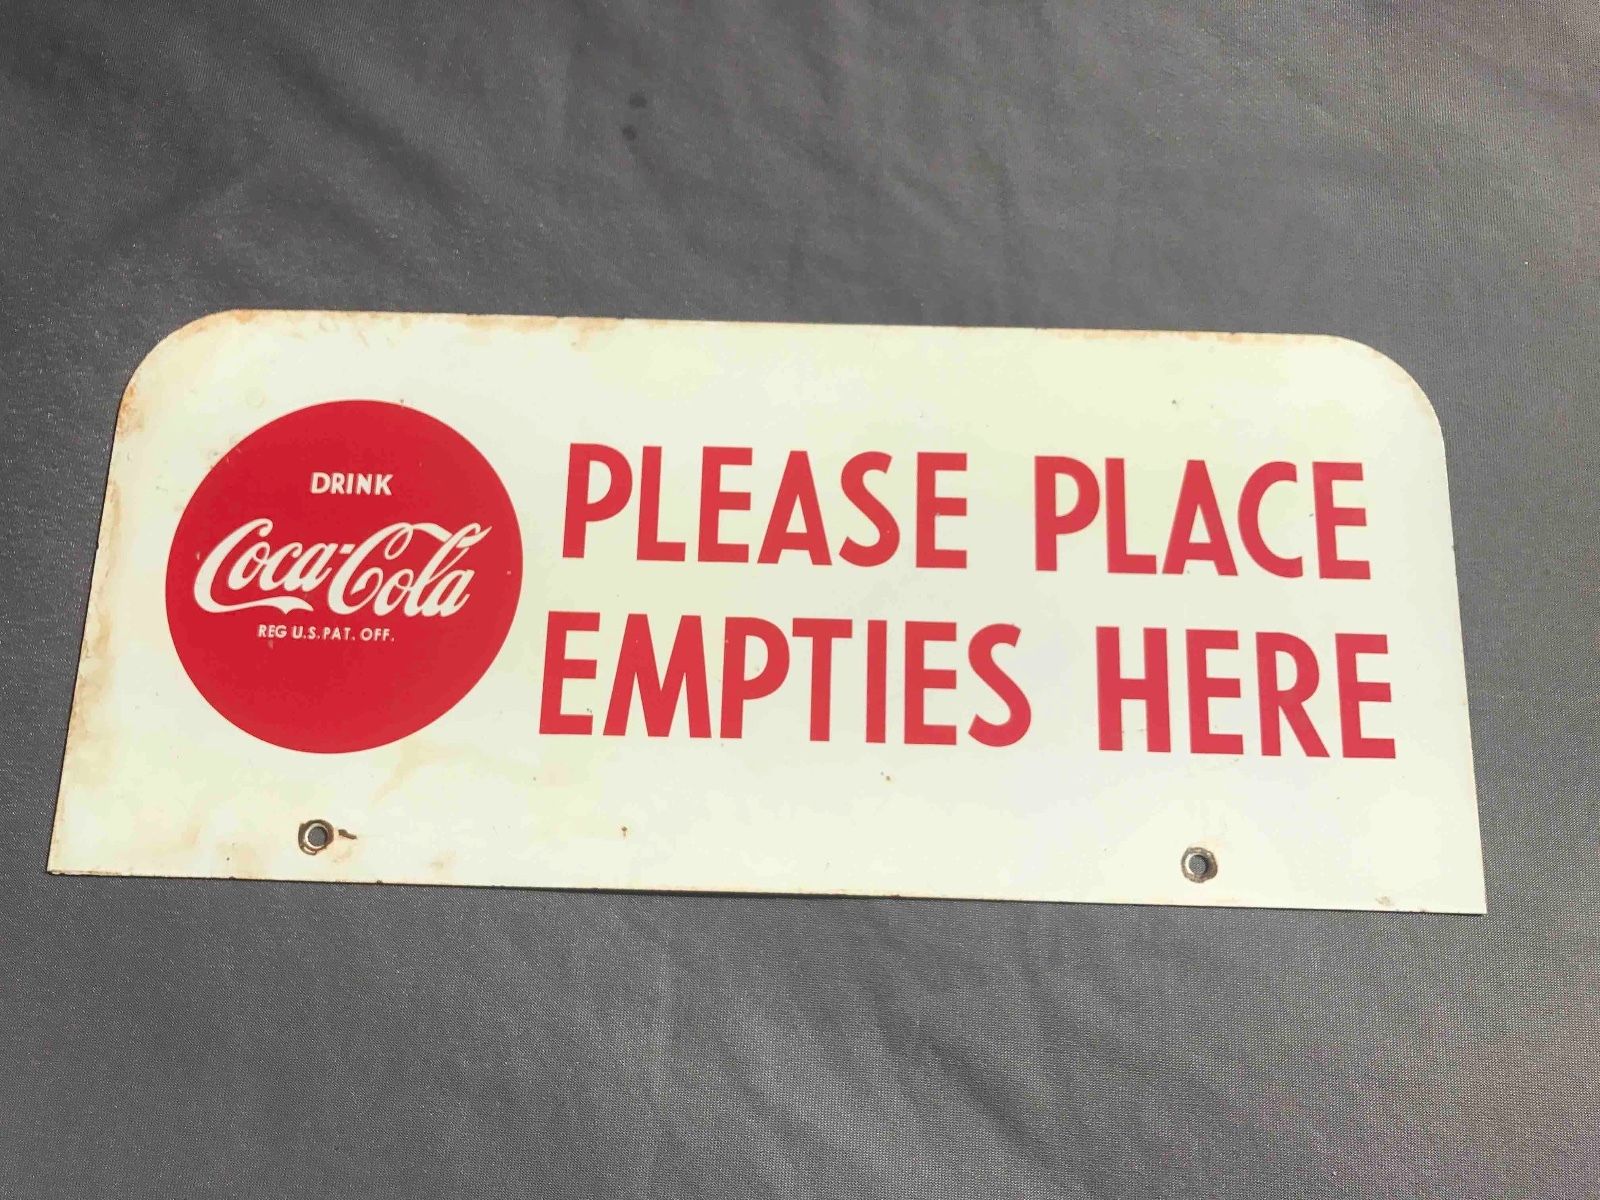 DRINK
Coca-Cola
REG U.S. PAT. OFF.
PLEASE PLACE
EMPTIES HERE